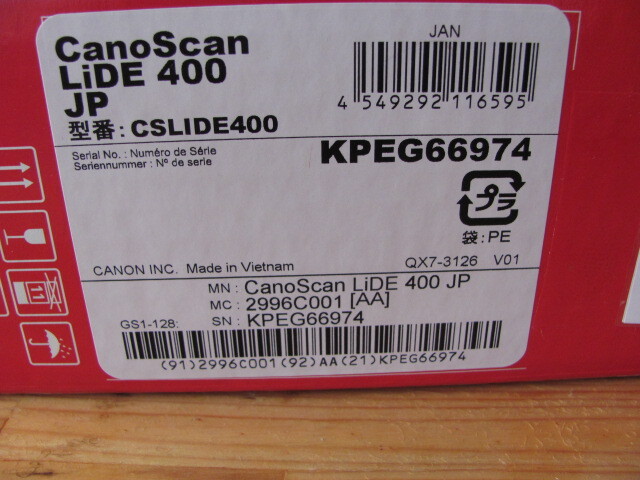 CanoScan
LiDE 400
JP
型番:CSLIDE400
JAN
4 549292 116595
Serial No. : Numéro de Série
Seriennummer : Nº de serie
KPEG66974
プラ
袋:PE
CANON INC. Made in Vietnam
QX7-3126 V01
MN : CanoScan LiDE 400 JP
MC : 2996C001 [AA]
GS1-128: SN : KPEG66974
(91)2996C001(92)AA(21)KPEG66974
11